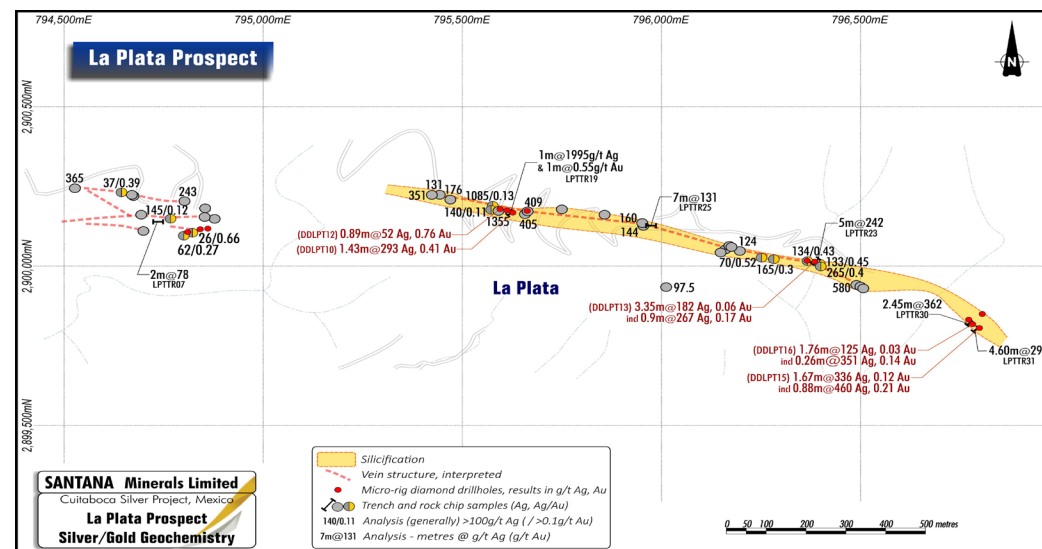 794,500mE
795,000mE
795,500mE
796,000mE
796,500mE
La Plata Prospect
N
2,900,500mN
2,900,000mN
2,899,500mN
365
37/0.39
243
145/0.12
26/0.66
62/0.27
2m@78
LPTTR07
1m@1995g/t Ag
& 1m@0.55g/t Au
LPTTR19
131
351
176
1085/0.13
409
140/0.11
1355
405
(DDLPT12) 0.89m@52 Ag, 0.76 Au
(DDLPT10) 1.43m@293 Ag, 0.41 Au
7m@131
LPTTR25
160
144
124
5m@242
LPTTR23
134/0.43
70/0.52
133/0.45
165/0.3
265/0.4
580
97.5
La Plata
(DDLPT13) 3.35m@182 Ag, 0.06 Au
incl 0.9m@267 Ag, 0.17 Au
2.45m@362
LPTTR30
4.60m@29
LPTTR31
(DDLPT16) 1.76m@125 Ag, 0.03 Au
incl 0.26m@351 Ag, 0.14 Au
(DDLPT15) 1.67m@336 Ag, 0.12 Au
incl 0.88m@460 Ag, 0.21 Au
Silicification
Vein structure, interpreted
Micro-rig diamond drillholes, results in g/t Ag, Au
Trench and rock chip samples (Ag, Ag/Au)
140/0.11 Analysis (generally) >100g/t Ag ( / >0.1g/t Au)
7m@131 Analysis - metres @ g/t Ag (g/t Au)
SANTANA Minerals Limited
Cuitaboca Silver Project, Mexico
La Plata Prospect
Silver/Gold Geochemistry
0 50 100 200 300 400 500 metres